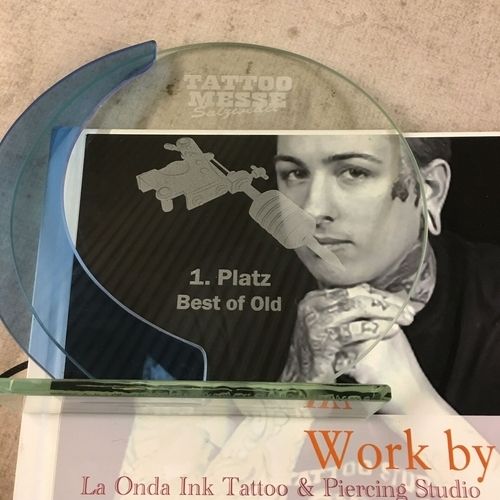 TATTOO
MESSE
1. Platz
Best of Old
Work by
La Onda Ink Tattoo & Piercing Studio